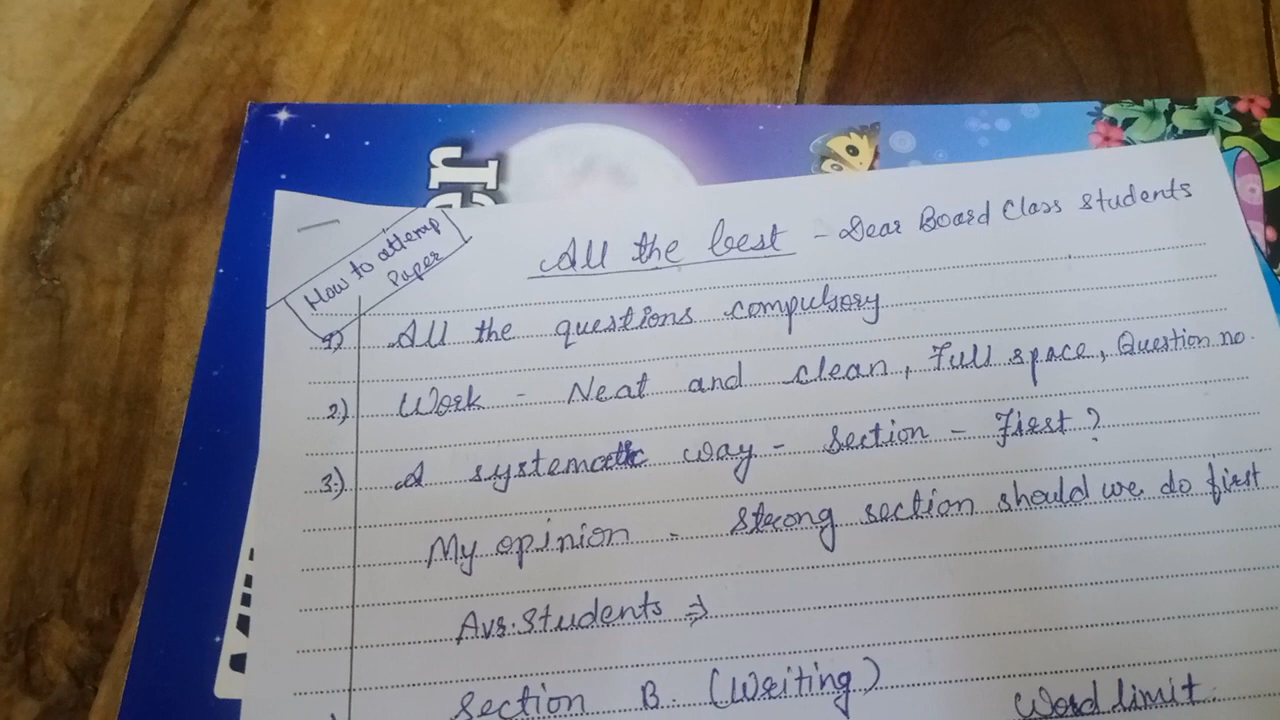 How to attemp
Paper
All the best - Dear Board Class students
1) All the questions compulsory
2.) Work - Neat and clean, Full space, Question no.
3.) A systematic way - Section - First?
My opinion - Strong section should we do first
Avg. Students ⇒
Section B. (Writing) Word limit.
er